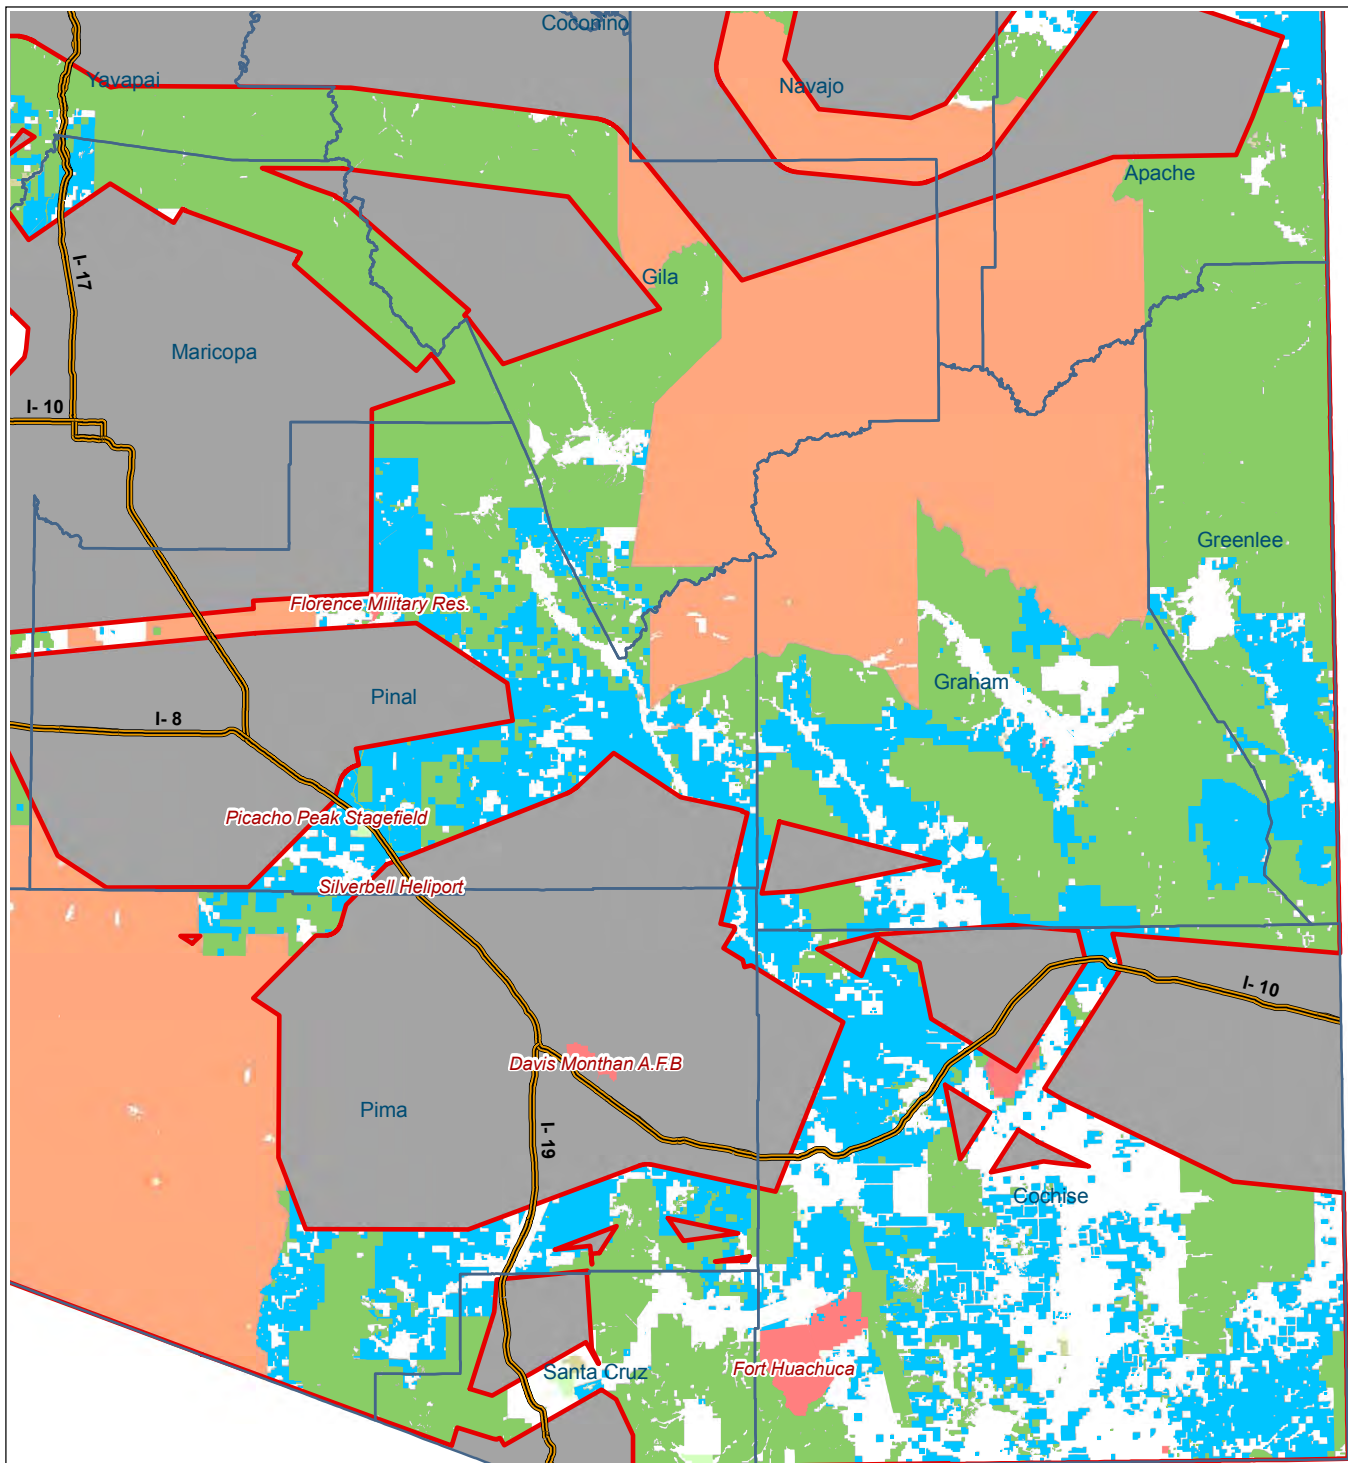 Coconino
Yavapai
Navajo
Apache
I- 17
Gila
Maricopa
I- 10
Greenlee
Florence Military Res.
Graham
Pinal
I- 8
Picacho Peak Stagefield
Silverbell Heliport
I- 10
Davis Monthan A.F.B
Pima
I- 19
Cochise
Santa Cruz
Fort Huachuca